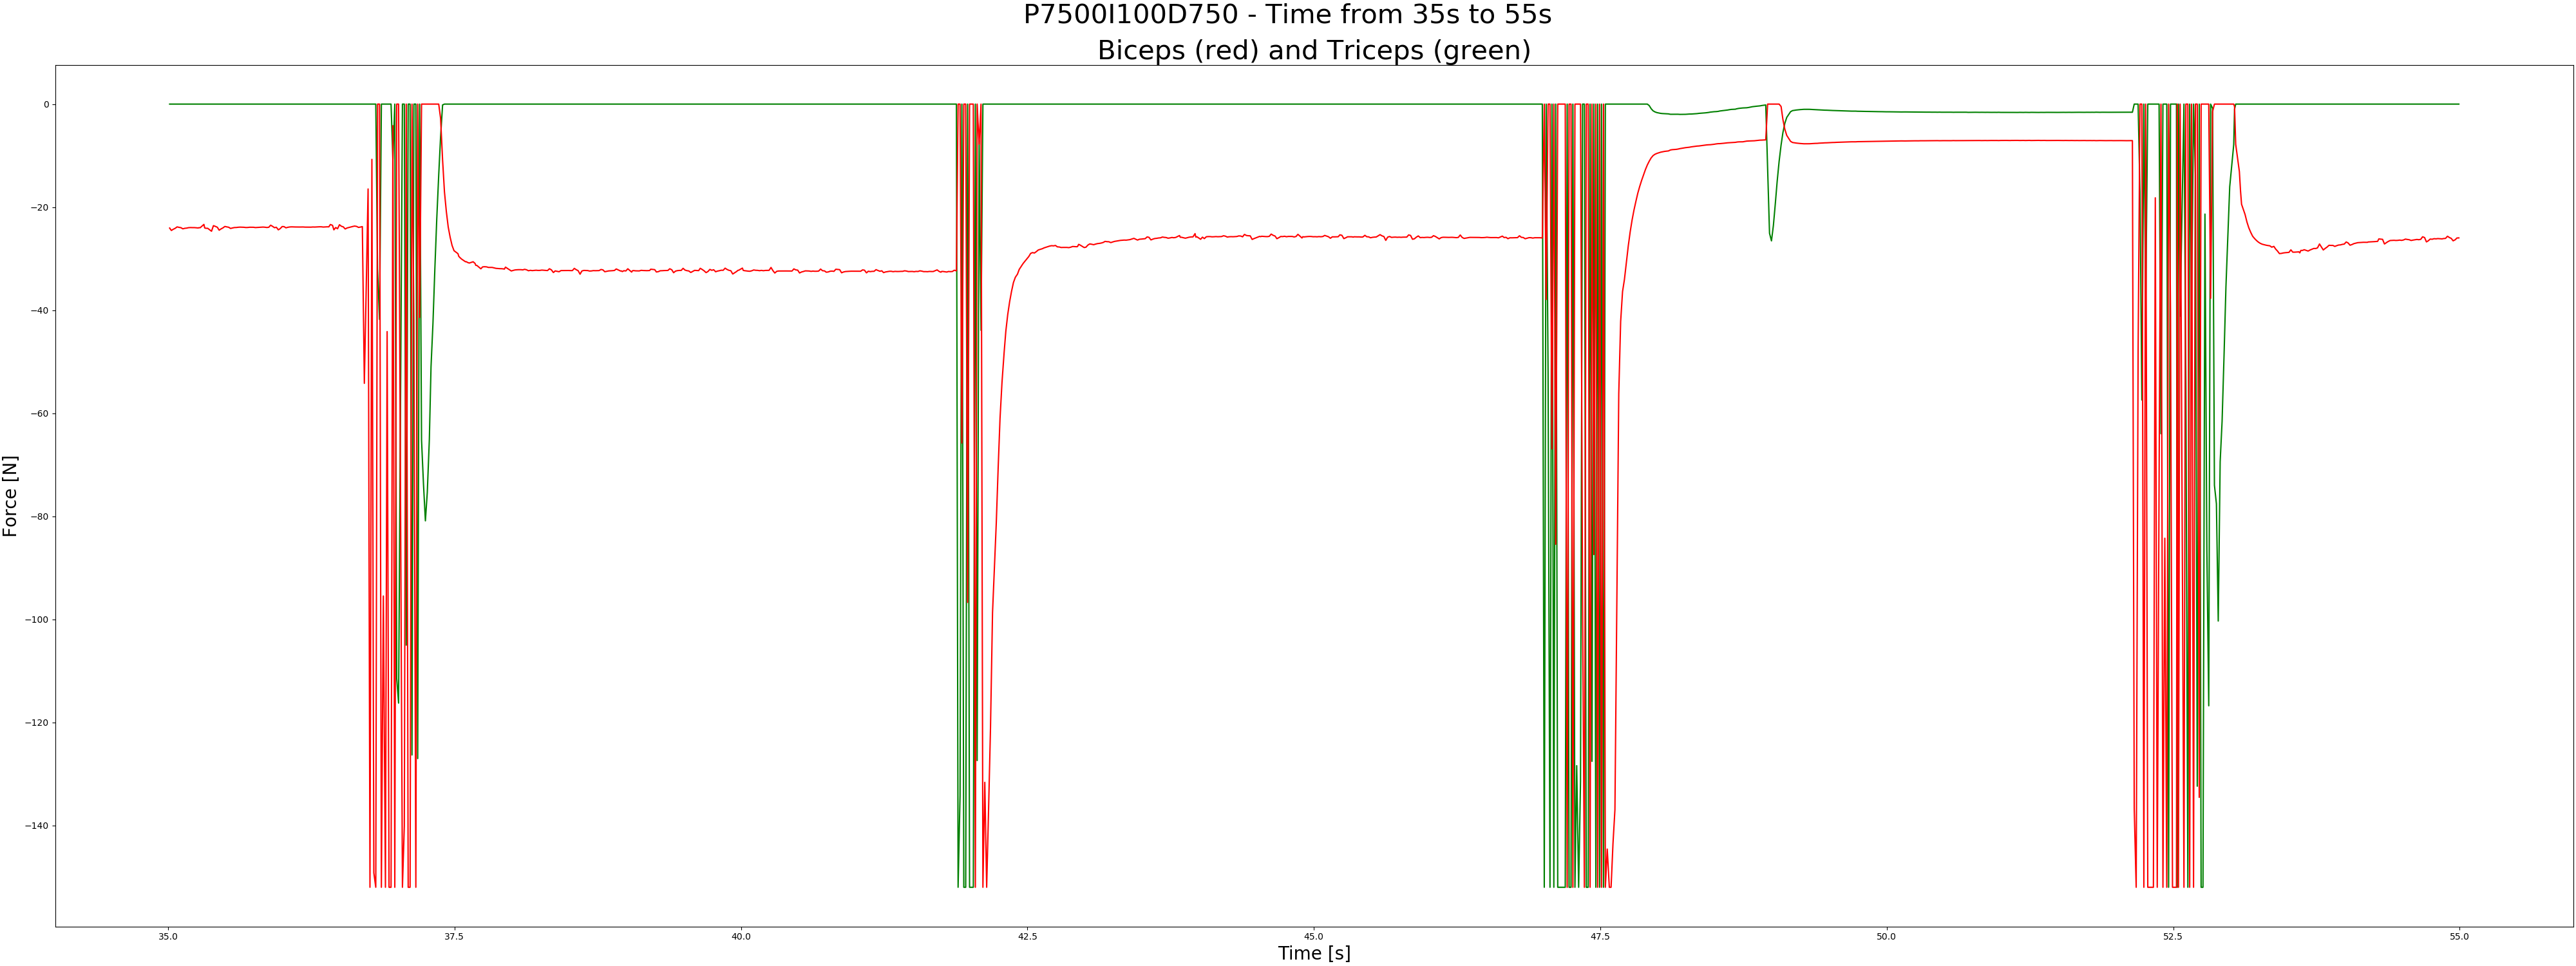 P7500I100D750 - Time from 35s to 55s
Biceps (red) and Triceps (green)
0
−20
−40
−60
−80
−100
−120
−140
Force [N]
35.0 37.5 40.0 42.5 45.0 47.5 50.0 52.5 55.0
Time [s]